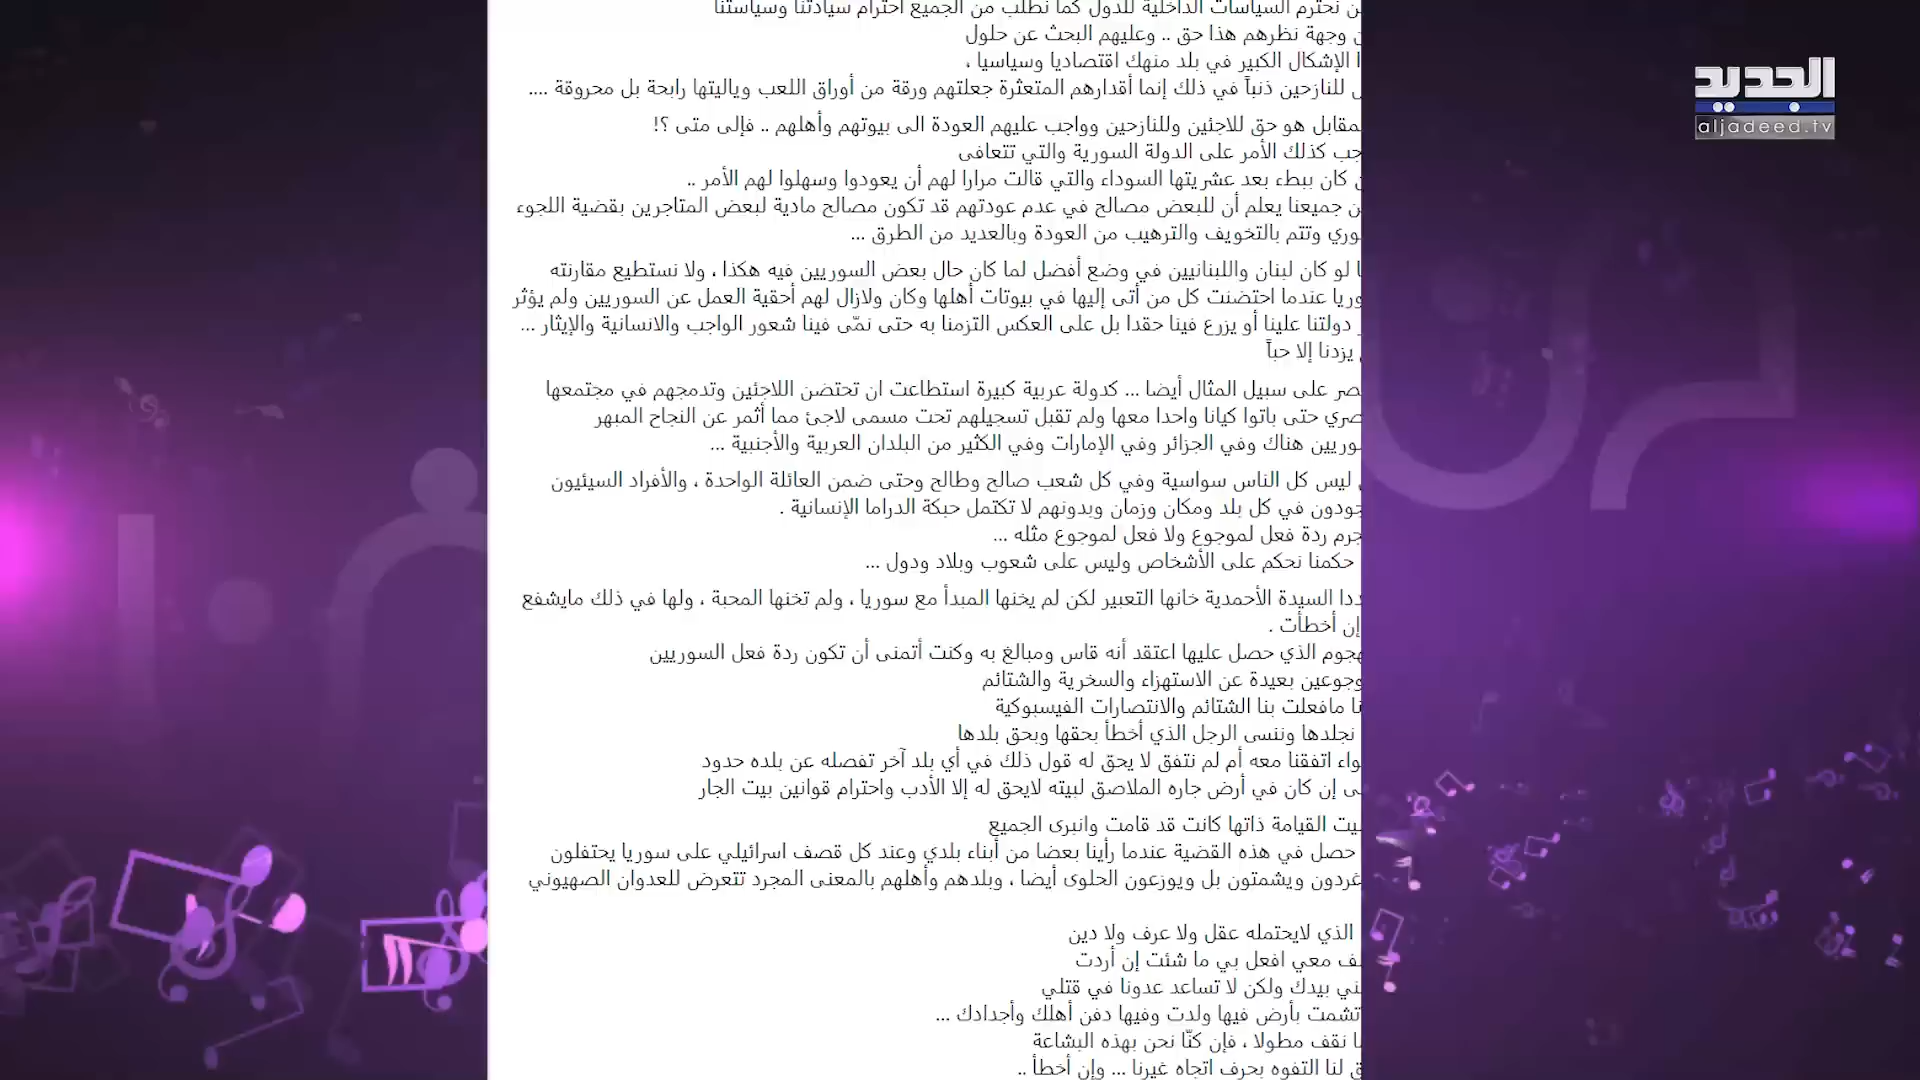 نحترم السياسات الداخلية للدول كما نطلب من الجميع احترام سيادتنا وسياستنا
وجهة نظرهم هذا حق .. وعليهم البحث عن حلول
الإشكال الكبير في بلد منهك اقتصاديا وسياسيا ،
للنازحين ذنباً في ذلك إنما أقدارهم المتعثرة جعلتهم ورقة من أوراق اللعب وياليتها رابحة بل محروقة ....
هو حق للاجئين وللنازحين وواجب عليهم العودة الى بيوتهم وأهلهم .. فإلى متى ؟!
كذلك الأمر على الدولة السورية والتي تتعافى
كان ببطء بعد عشريتها السوداء والتي قالت مرارا لهم أن يعودوا وسهلوا لهم الأمر ..
جميعنا يعلم أن للبعض مصالح في عدم عودتهم قد تكون مصالح مادية لبعض المتاجرين بقضية اللجوء
وتتم بالتخويف والترهيب من العودة وبالعديد من الطرق ...
لو كان لبنان واللبنانيين في وضع أفضل لما كان حال بعض السوريين فيه هكذا ، ولا نستطيع مقارنته
عندما احتضنت كل من أتى إليها في بيوتات أهلها وكان ولازال لهم أحقية العمل عن السوريين ولم يؤثر
دولتنا علينا أو يزرع فينا حقدا بل على العكس التزمنا به حتى نمّى فينا شعور الواجب والانسانية والإيثار ...
يزدنا إلا حباً
على سبيل المثال أيضا ... كدولة عربية كبيرة استطاعت ان تحتضن اللاجئين وتدمجهم في مجتمعها
حتى باتوا كيانا واحدا معها ولم تقبل تسجيلهم تحت مسمى لاجئ مما أثمر عن النجاح المبهر
هناك وفي الجزائر وفي الإمارات وفي الكثير من البلدان العربية والأجنبية ...
ليس كل الناس سواسية وفي كل شعب صالح وطالح وحتى ضمن العائلة الواحدة ، والأفراد السيئيون
في كل بلد ومكان وزمان وبدونهم لا تكتمل حبكة الدراما الإنسانية .
ردة فعل لموجوع ولا فعل لموجوع مثله ...
حكمنا نحكم على الأشخاص وليس على شعوب وبلاد ودول ...
السيدة الأحمدية خانها التعبير لكن لم يخنها المبدأ مع سوريا ، ولم تخنها المحبة ، ولها في ذلك مايشفع
إن أخطأت .
الذي حصل عليها اعتقد أنه قاس ومبالغ به وكنت أتمنى أن تكون ردة فعل السوريين
بعيدة عن الاستهزاء والسخرية والشتائم
مافعلت بنا الشتائم والانتصارات الفيسبوكية
نجلدها وننسى الرجل الذي أخطأ بحقها وبحق بلدها
اتفقنا معه أم لم نتفق لا يحق له قول ذلك في أي بلد آخر تفصله عن بلده حدود
إن كان في أرض جاره الملاصق لبيته لايحق له إلا الأدب واحترام قوانين بيت الجار
القيامة ذاتها كانت قد قامت وانبرى الجميع
حصل في هذه القضية عندما رأينا بعضا من أبناء بلدي وعند كل قصف اسرائيلي على سوريا يحتفلون
ويشمتون بل ويوزعون الحلوى أيضا ، وبلدهم وأهلهم بالمعنى المجرد تتعرض للعدوان الصهيوني
الذي لايحتمله عقل ولا عرف ولا دين
معي افعل بي ما شئت إن أردت
بيدك ولكن لا تساعد عدونا في قتلي
تشمت بأرض فيها ولدت وفيها دفن أهلك وأجدادك ...
نقف مطولا ، فإن كنّا نحن بهذه البشاعة
لنا التفوه بحرف اتجاه غيرنا ... وإن أخطأ ..
الجديد
aljadeed.tv